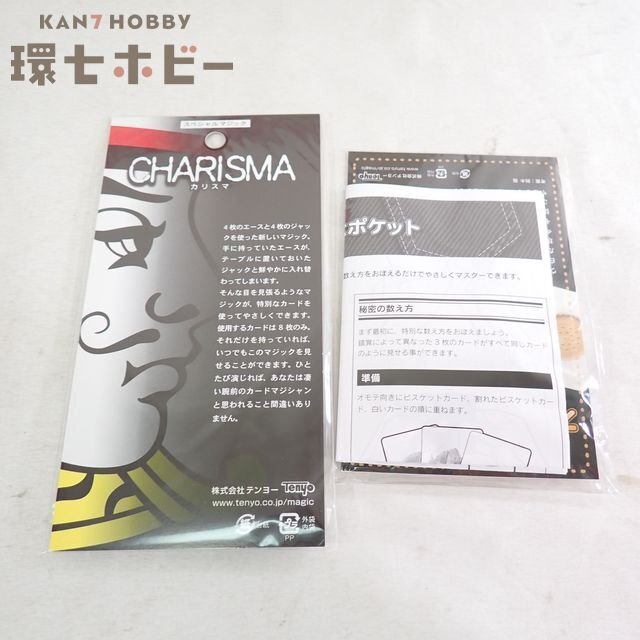 KAN7HOBBY
環七ホビー
スペシャルマジック
CHARISMA
カリスマ
4枚のエースと4枚のジャッ
クを使った新しいマジック。
手に持っていたエースが、
テーブルに置いておいた
ジャックと鮮やかに入れ替
わってしまいます。
そんな目を見張るようなマ
ジックが、特別なカードを
使ってやさしくできます。
使用するカードは8枚のみ。
それだけを持っていれば、
いつでもこのマジックを見
せることができます。ひと
たび演じれば、あなたは凄
い腕前のカードマジシャン
と思われること間違いあり
ません。
株式会社テンヨー Tenyo
www.tenyo.co.jp/magic
台紙
外袋
PP
株式会社テンヨー Tenyo
ポケット
数え方をおぼえるだけでやさしくマスターできます。
秘密の数え方
まず最初に、特別な数え方をおぼえましょう。
錯覚によって異なった3枚のカードがすべて同じカード
のように見せる事ができます。
準備
オモテ向きにビスケットカード、割れたビスケットカー
ド、白いカードの順に重ねます。